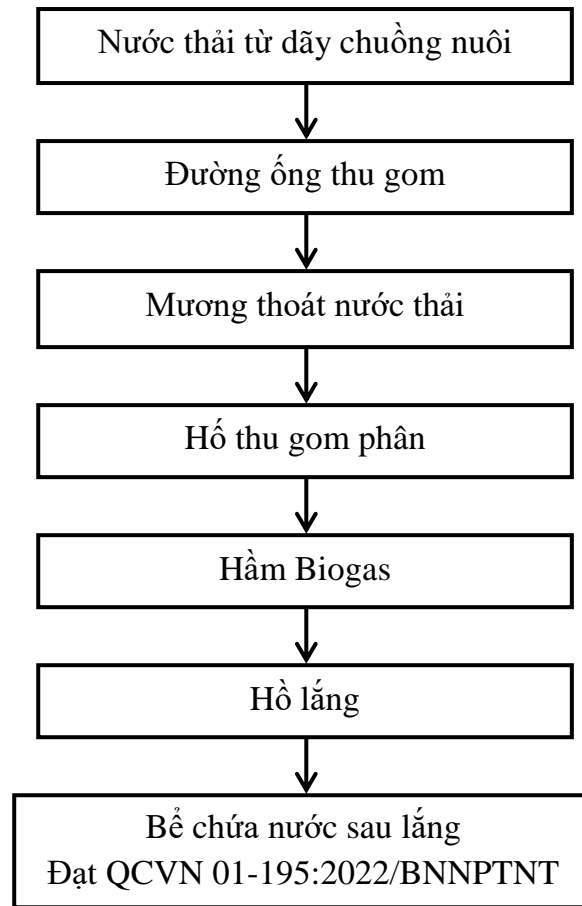 Nước thải từ dãy chuồng nuôi
Đường ống thu gom
Mương thoát nước thải
Hố thu gom phân
Hầm Biogas
Hồ lắng
Bể chứa nước sau lắng
Đạt QCVN 01-195:2022/BNNPTNT